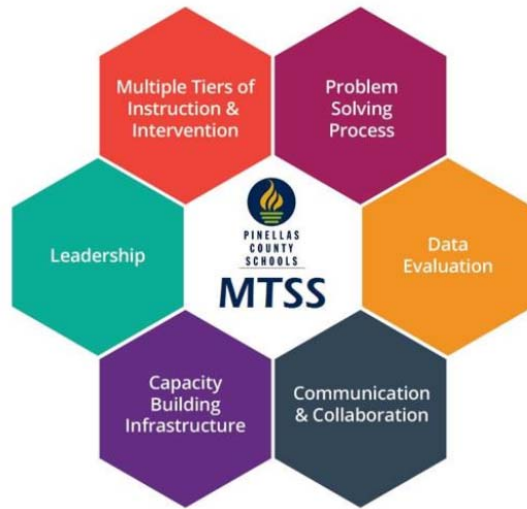 Multiple Tiers of
Instruction &
Intervention
Problem
Solving
Process
Leadership
PINELLAS
COUNTY
SCHOOLS
MTSS
Data
Evaluation
Capacity
Building
Infrastructure
Communication
& Collaboration